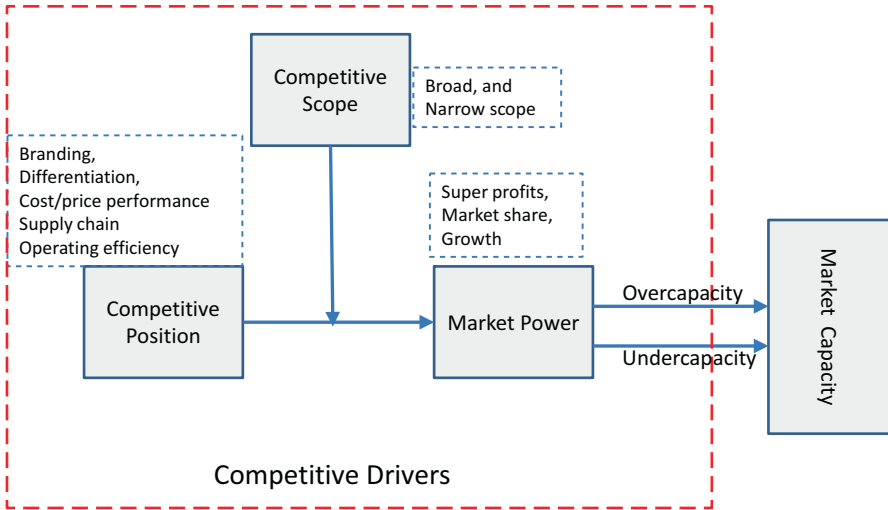 Competitive
Scope
Broad, and
Narrow scope
Branding,
Differentiation,
Cost/price performance
Supply chain
Operating efficiency
Super profits,
Market share,
Growth
Competitive
Position
Market Power
Overcapacity
Undercapacity
Market Capacity
Competitive Drivers